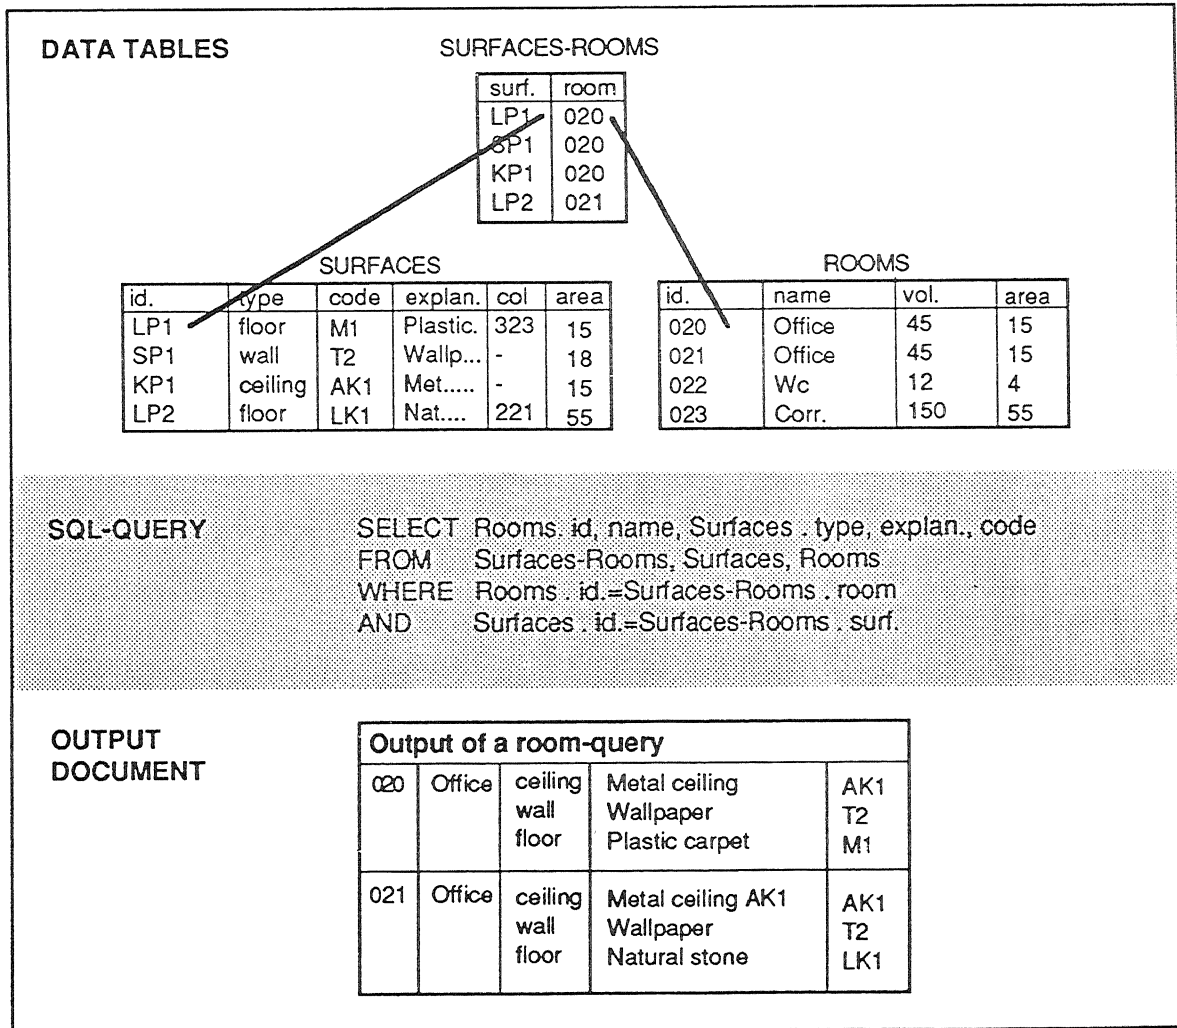 DATA TABLES
SURFACES-ROOMS
surf. room
LP1 020
SP1 020
KP1 020
LP2 021
SURFACES
id. type code explan. col area
LP1 floor M1 Plastic. 323 15
SP1 wall T2 Wallp... - 18
KP1 ceiling AK1 Met..... - 15
LP2 floor LK1 Nat.... 221 55
ROOMS
id. name vol. area
020 Office 45 15
021 Office 45 15
022 Wc 12 4
023 Corr. 150 55
SQL-QUERY
SELECT Rooms. id, name, Surfaces . type, explan., code
FROM Surfaces-Rooms, Surfaces, Rooms
WHERE Rooms . id.=Surfaces-Rooms . room
AND Surfaces . id.=Surfaces-Rooms . surf.
OUTPUT
DOCUMENT
Output of a room-query
020 Office ceiling Metal ceiling AK1
wall Wallpaper T2
floor Plastic carpet M1
021 Office ceiling Metal ceiling AK1 AK1
wall Wallpaper T2
floor Natural stone LK1